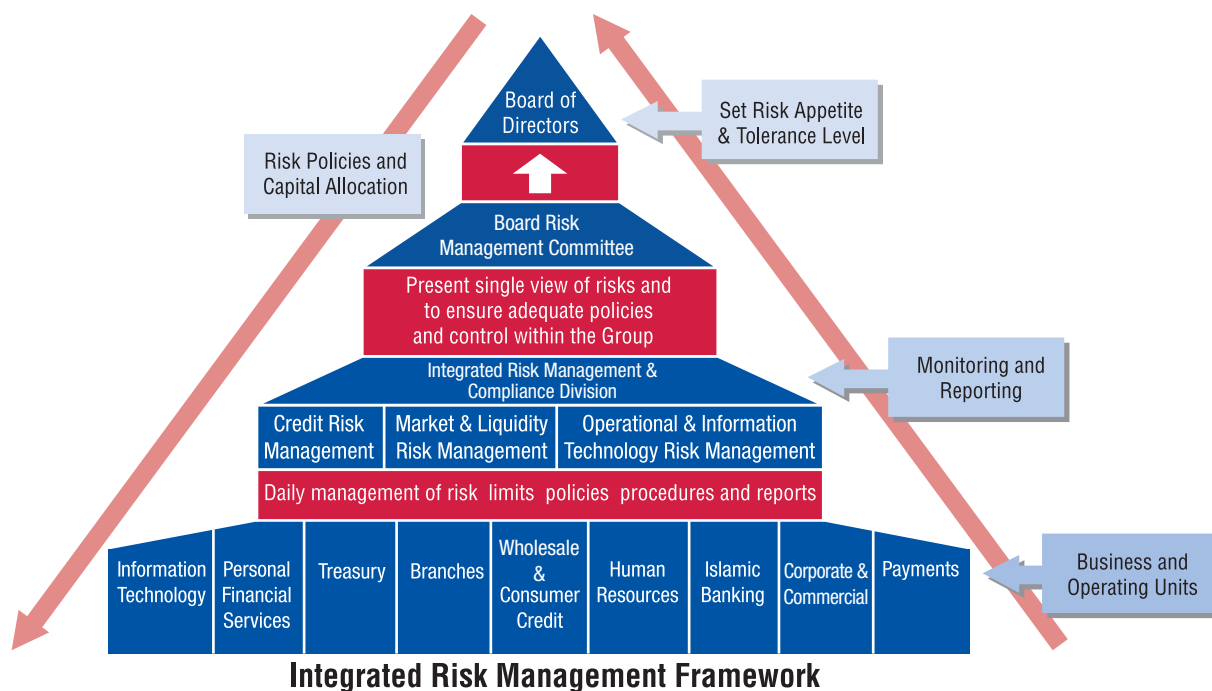 Board of
Directors
Set Risk Appetite
& Tolerance Level
Risk Policies and
Capital Allocation
Board Risk
Management Committee
Present single view of risks and
to ensure adequate policies
and control within the Group
Integrated Risk Management &
Compliance Division
Monitoring and
Reporting
Credit Risk
Management
Market & Liquidity
Risk Management
Operational & Information
Technology Risk Management
Daily management of risk limits policies procedures and reports
Information
Technology
Personal
Financial
Services
Treasury
Branches
Wholesale
&
Consumer
Credit
Human
Resources
Islamic
Banking
Corporate &
Commercial
Payments
Business and
Operating Units
Integrated Risk Management Framework